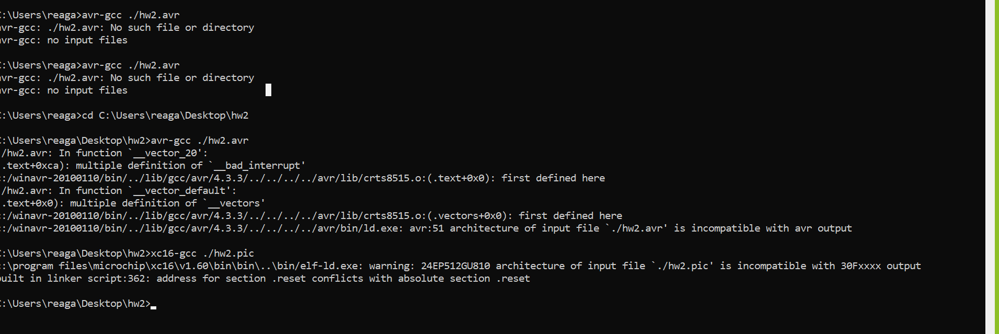 :\Users\reaga>avr-gcc ./hw2.avr
avr-gcc: ./hw2.avr: No such file or directory
avr-gcc: no input files
:\Users\reaga>avr-gcc ./hw2.avr
avr-gcc: ./hw2.avr: No such file or directory
avr-gcc: no input files
:\Users\reaga>cd C:\Users\reaga\Desktop\hw2
:\Users\reaga\Desktop\hw2>avr-gcc ./hw2.avr
/hw2.avr: In function `__vector_20':
.text+0xca): multiple definition of `__bad_interrupt'
:/winavr-20100110/bin/../lib/gcc/avr/4.3.3/../../../../avr/lib/crts8515.o:(.text+0x0): first defined here
/hw2.avr: In function `__vector_default':
.text+0x0): multiple definition of `__vectors'
:/winavr-20100110/bin/../lib/gcc/avr/4.3.3/../../../../avr/lib/crts8515.o:(.vectors+0x0): first defined here
:/winavr-20100110/bin/../lib/gcc/avr/4.3.3/../../../../avr/bin/ld.exe: avr:51 architecture of input file `./hw2.avr' is incompatible with avr output
:\Users\reaga\Desktop\hw2>xc16-gcc ./hw2.pic
:\program files\microchip\xc16\v1.60\bin\bin\..\bin/elf-ld.exe: warning: 24EP512GU810 architecture of input file `./hw2.pic' is incompatible with 30Fxxxx output
built in linker script:362: address for section .reset conflicts with absolute section .reset
:\Users\reaga\Desktop\hw2>